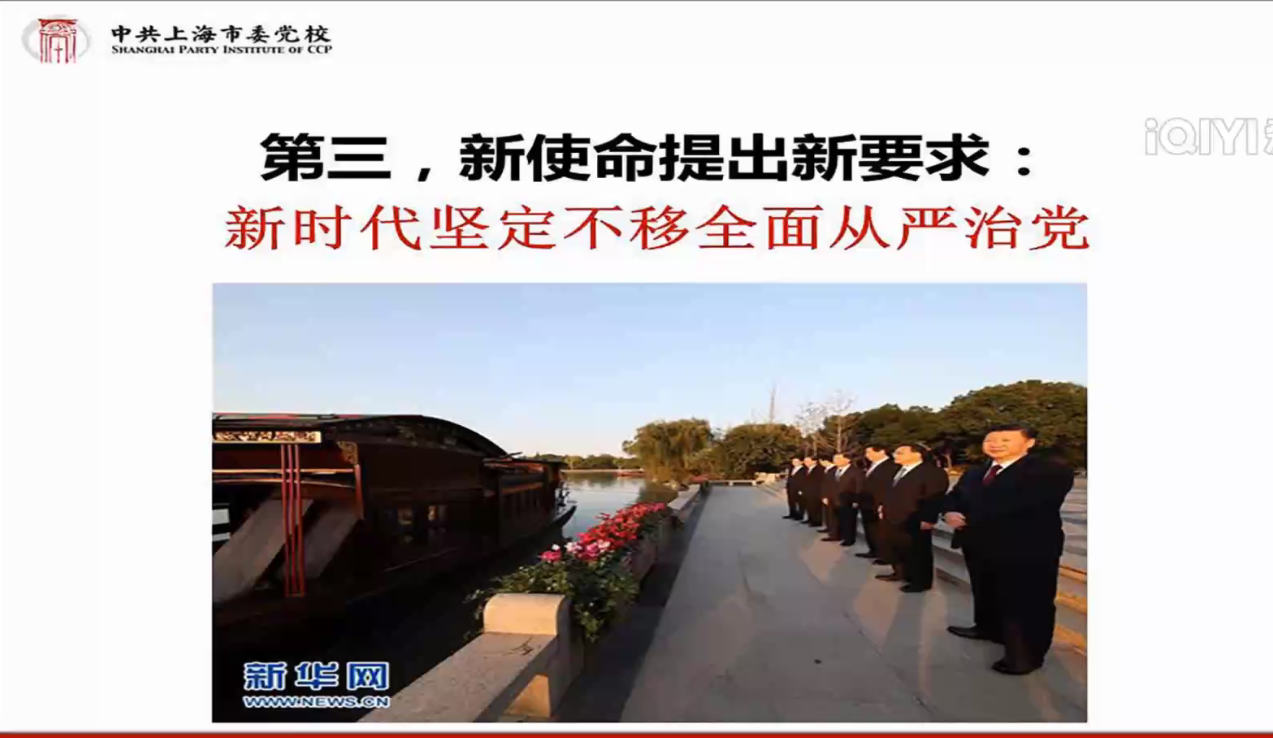 中共上海市委党校
SHANGHAI PARTY INSTITUTE OF CCP
iQIYI
第三，新使命提出新要求：
新时代坚定不移全面从严治党
新华网
WWW.NEWS.CN